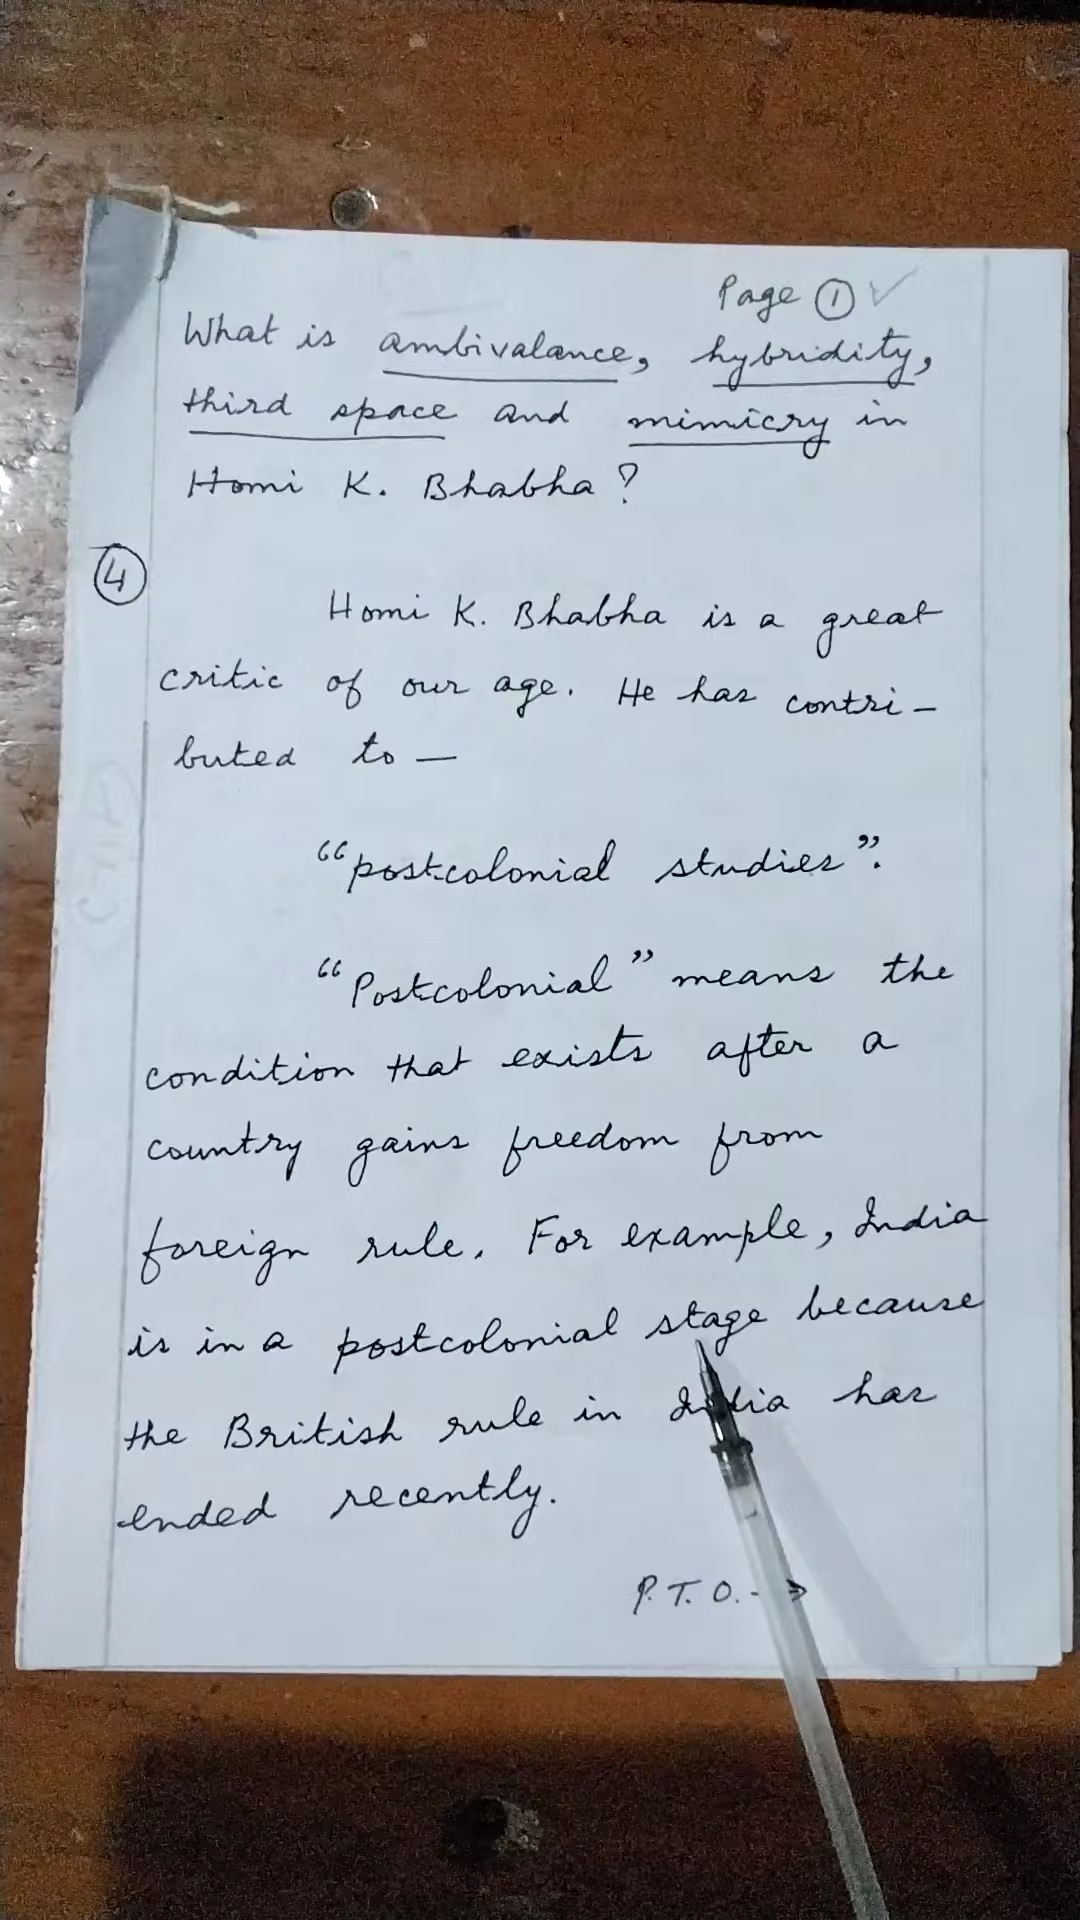 Page ①✓
What is ambivalance, hybridity,
third space and mimicry in
Homi K. Bhabha?
④
Homi K. Bhabha is a great
critic of our age. He has contri-
buted to —
"postcolonial studies".
"Postcolonial" means the
condition that exists after a
country gains freedom from
foreign rule. For example, India
is in a postcolonial stage because
the British rule in India has
ended recently.
P.T.O. →